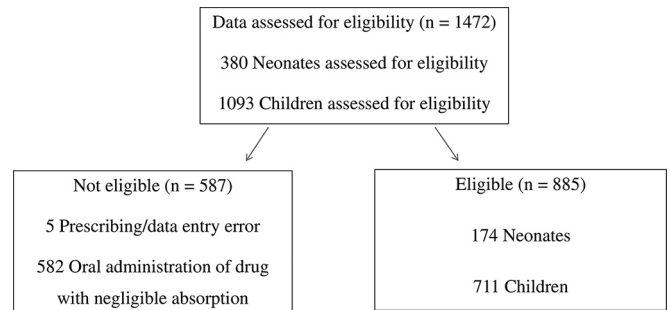 Data assessed for eligibility (n = 1472)
380 Neonates assessed for eligibility
1093 Children assessed for eligibility
Not eligible (n = 587)
5 Prescribing/data entry error
582 Oral administration of drug
with negligible absorption
Eligible (n = 885)
174 Neonates
711 Children